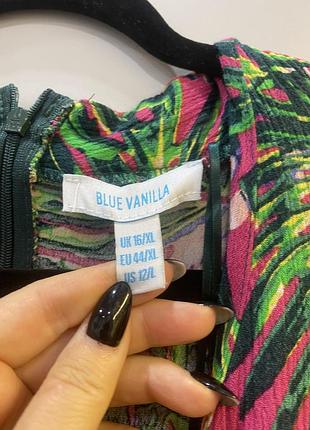 BLUE VANILLA
UK 16/XL
EU 44/XL
US 12/L